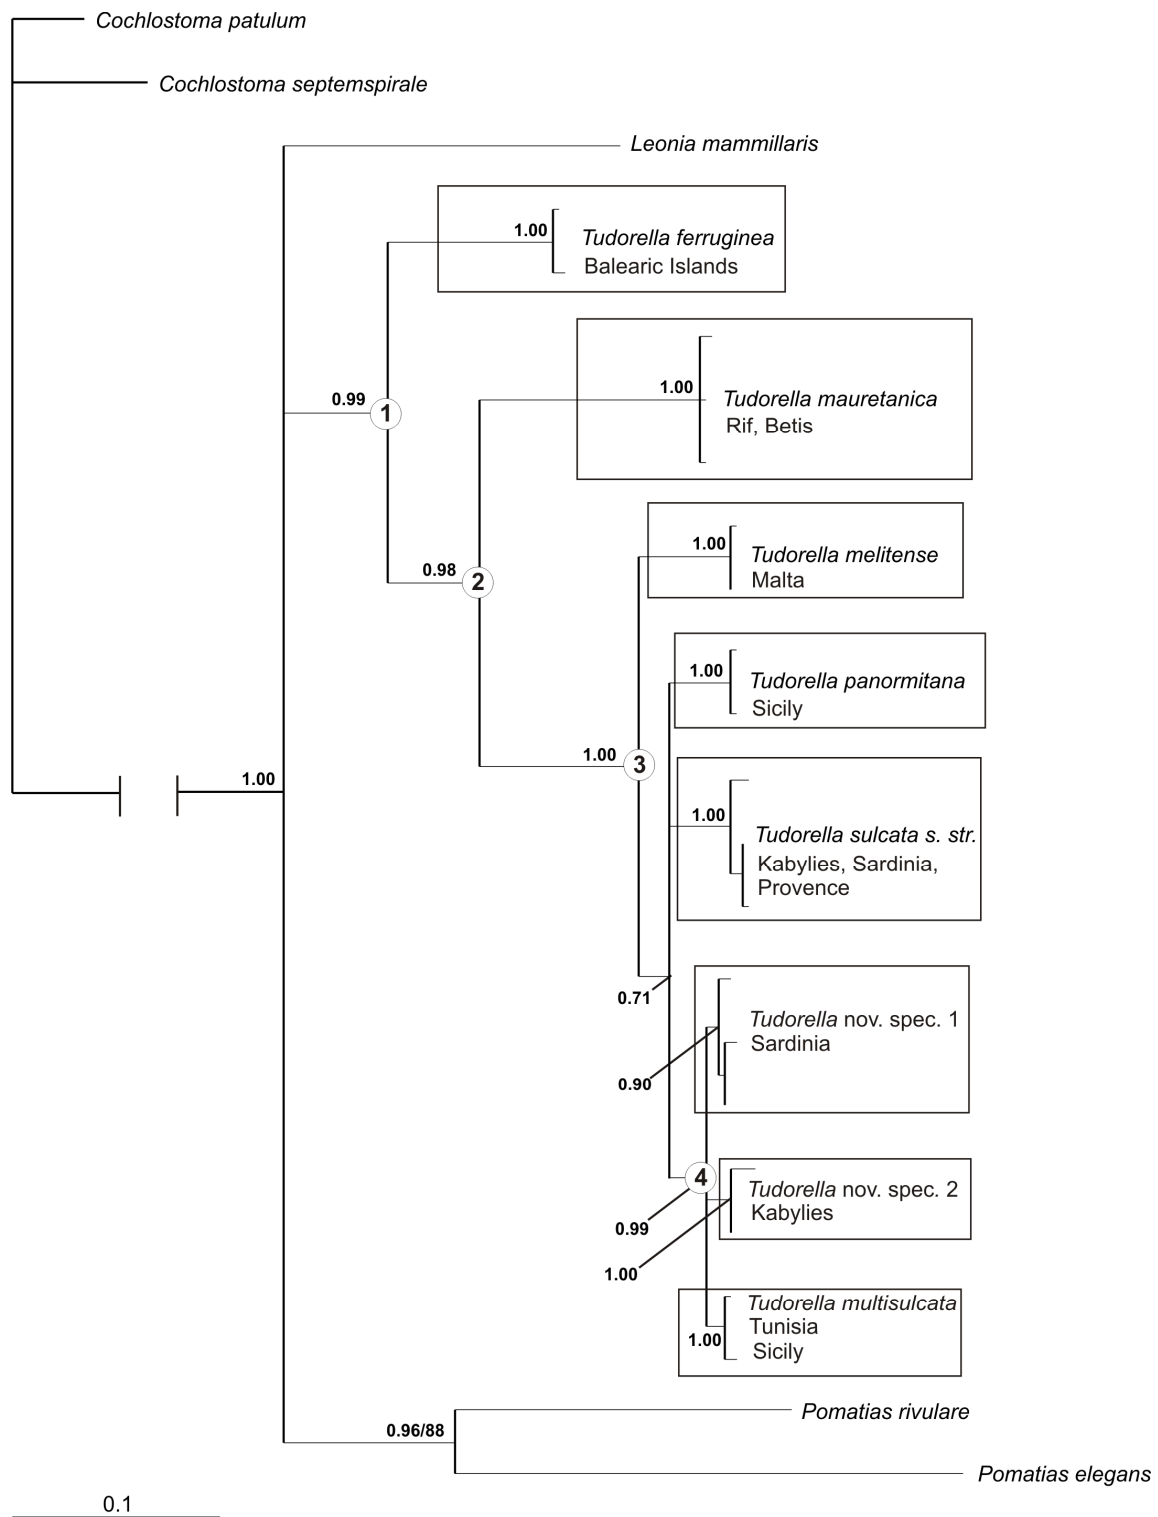 Cochlostoma patulum
Cochlostoma septemspirale
Leonia mammillaris
1.00
Tudorella ferruginea
Balearic Islands
1.00
Tudorella mauretanica
Rif, Betis
0.99
1
1.00
Tudorella melitense
Malta
0.98
2
1.00
Tudorella panormitana
Sicily
1.00
3
1.00
1.00
Tudorella sulcata s. str.
Kabylies, Sardinia,
Provence
0.71
Tudorella nov. spec. 1
Sardinia
0.90
4
Tudorella nov. spec. 2
Kabylies
0.99
1.00
Tudorella multisulcata
Tunisia
Sicily
1.00
Pomatias rivulare
0.96/88
Pomatias elegans
0.1